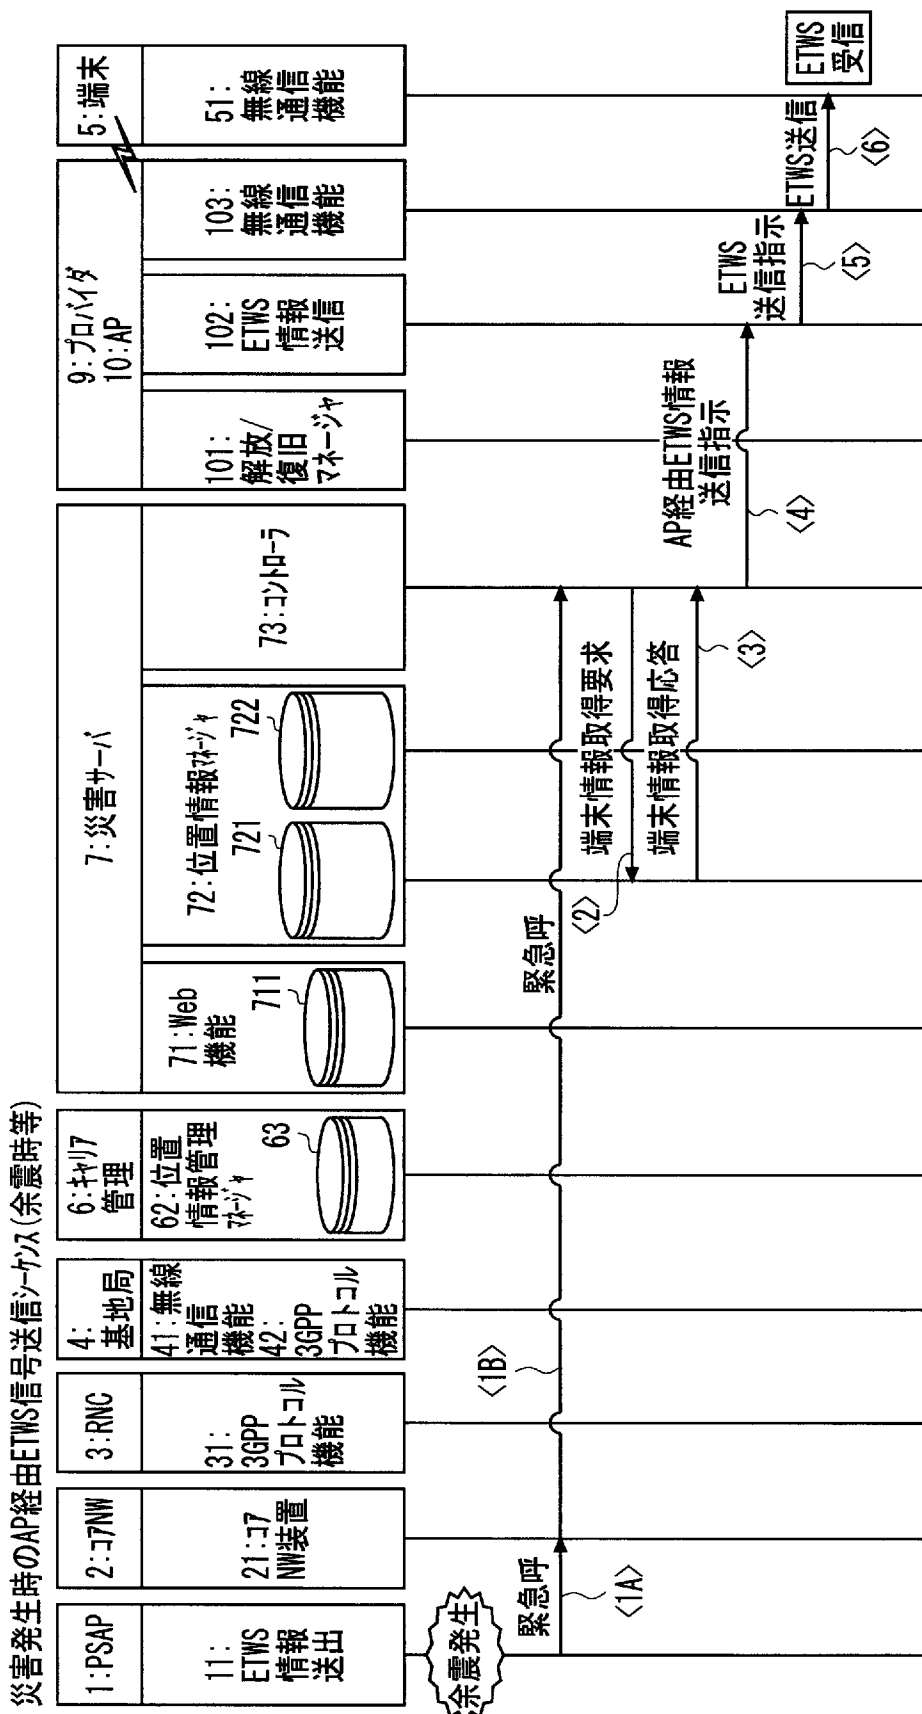 災害発生時のAP経由ETWS信号送信シーケンス(余震時等)
1:PSAP
11:
ETWS
情報
送出
2:コアNW
21:コア
NW装置
3:RNC
31:
3GPP
プロトコル
機能
4:
基地局
41:無線
通信
機能
42:
3GPP
プロトコル
機能
6:キャリア
管理
62:位置
情報管理
マネージャ
63
7:災害サーバ
71:Web
機能
711
72:位置情報マネージャ
721
722
73:コントローラ
9:プロバイダ
10:AP
101:
解放/
復旧
マネージャ
102:
ETWS
情報
送信
103:
無線
通信
機能
5:端末
51:
無線
通信
機能
余震発生
緊急呼
<1A>
緊急呼
<1B>
端末情報取得要求
<2>
端末情報取得応答
<3>
AP経由ETWS情報
送信指示
<4>
ETWS
送信指示
<5>
ETWS送信
<6>
ETWS
受信